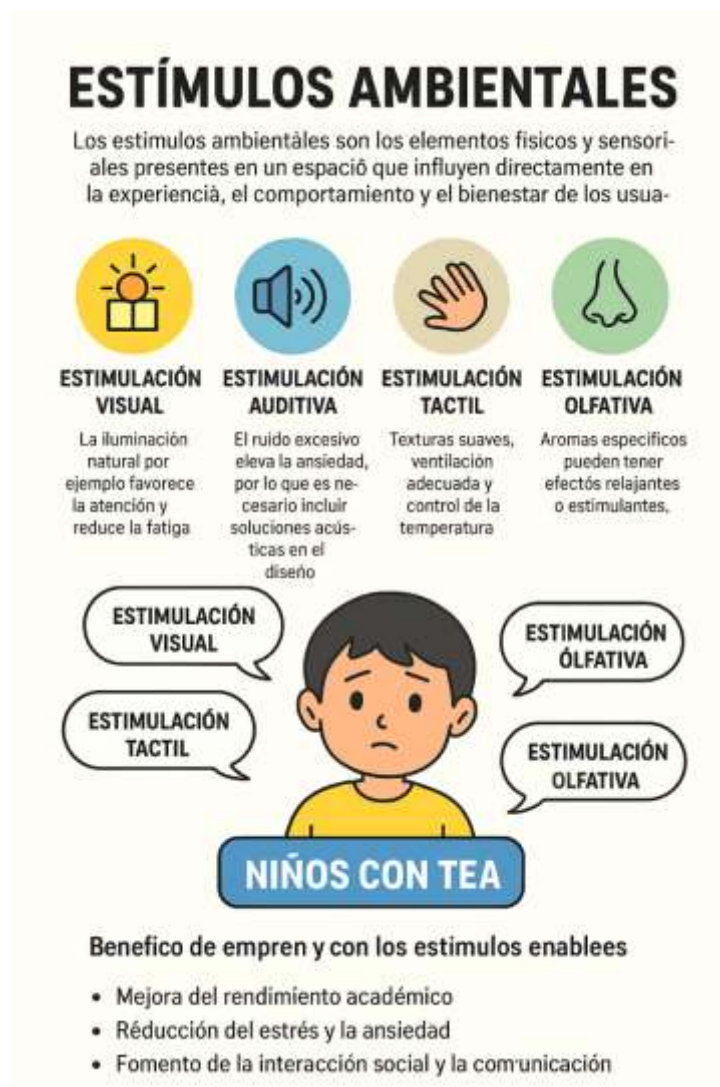 ESTÍMULOS AMBIENTALES
Los estimulos ambientàles son los elementos fisicos y sensori-
ales presentes en un espació que influyen directamente en
la experiencià, el comportamiento y el bienestar de los usua-
ESTIMULACIÓN
VISUAL
La iluminación
natural por
ejemplo favorece
la atención y
reduce la fatiga
ESTIMULACIÓN
AUDITIVA
El ruido excesivo
eleva la ansiedad,
por lo que es ne-
cesario incluir
soluciones acús-
ticas en el
diseño
ESTIMULACIÓN
TACTIL
Texturas suaves,
ventilación
adecuada y
control de la
temperatura
ESTIMULACIÓN
OLFATIVA
Aromas especificos
pueden tener
efectós relajantes
o estimulantes.
ESTIMULACIÓN
VISUAL
ESTIMULACIÓN
TACTIL
ESTIMULACIÓN
ÓLFATIVA
ESTIMULACIÓN
OLFATIVA
NIÑOS CON TEA
Benefico de empren y con los estimulos enablees
• Mejora del rendimiento académico
• Réducción del estrés y la ansiedad
• Fomento de la interacción social y la comunicación